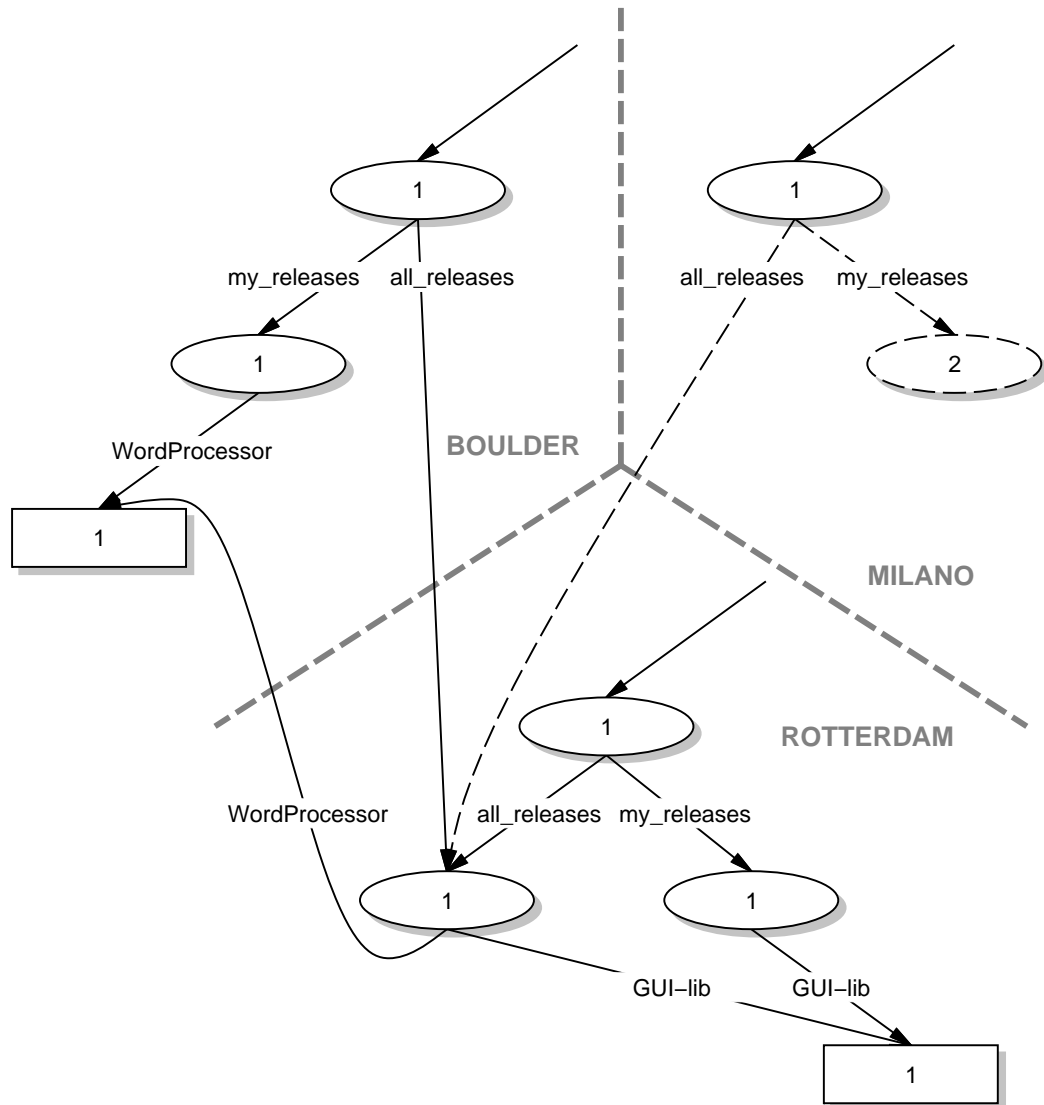 1
1
my_releases
all_releases
all_releases
my_releases
1
2
BOULDER
WordProcessor
1
MILANO
1
ROTTERDAM
WordProcessor
all_releases
my_releases
1
1
GUI−lib
GUI−lib
1